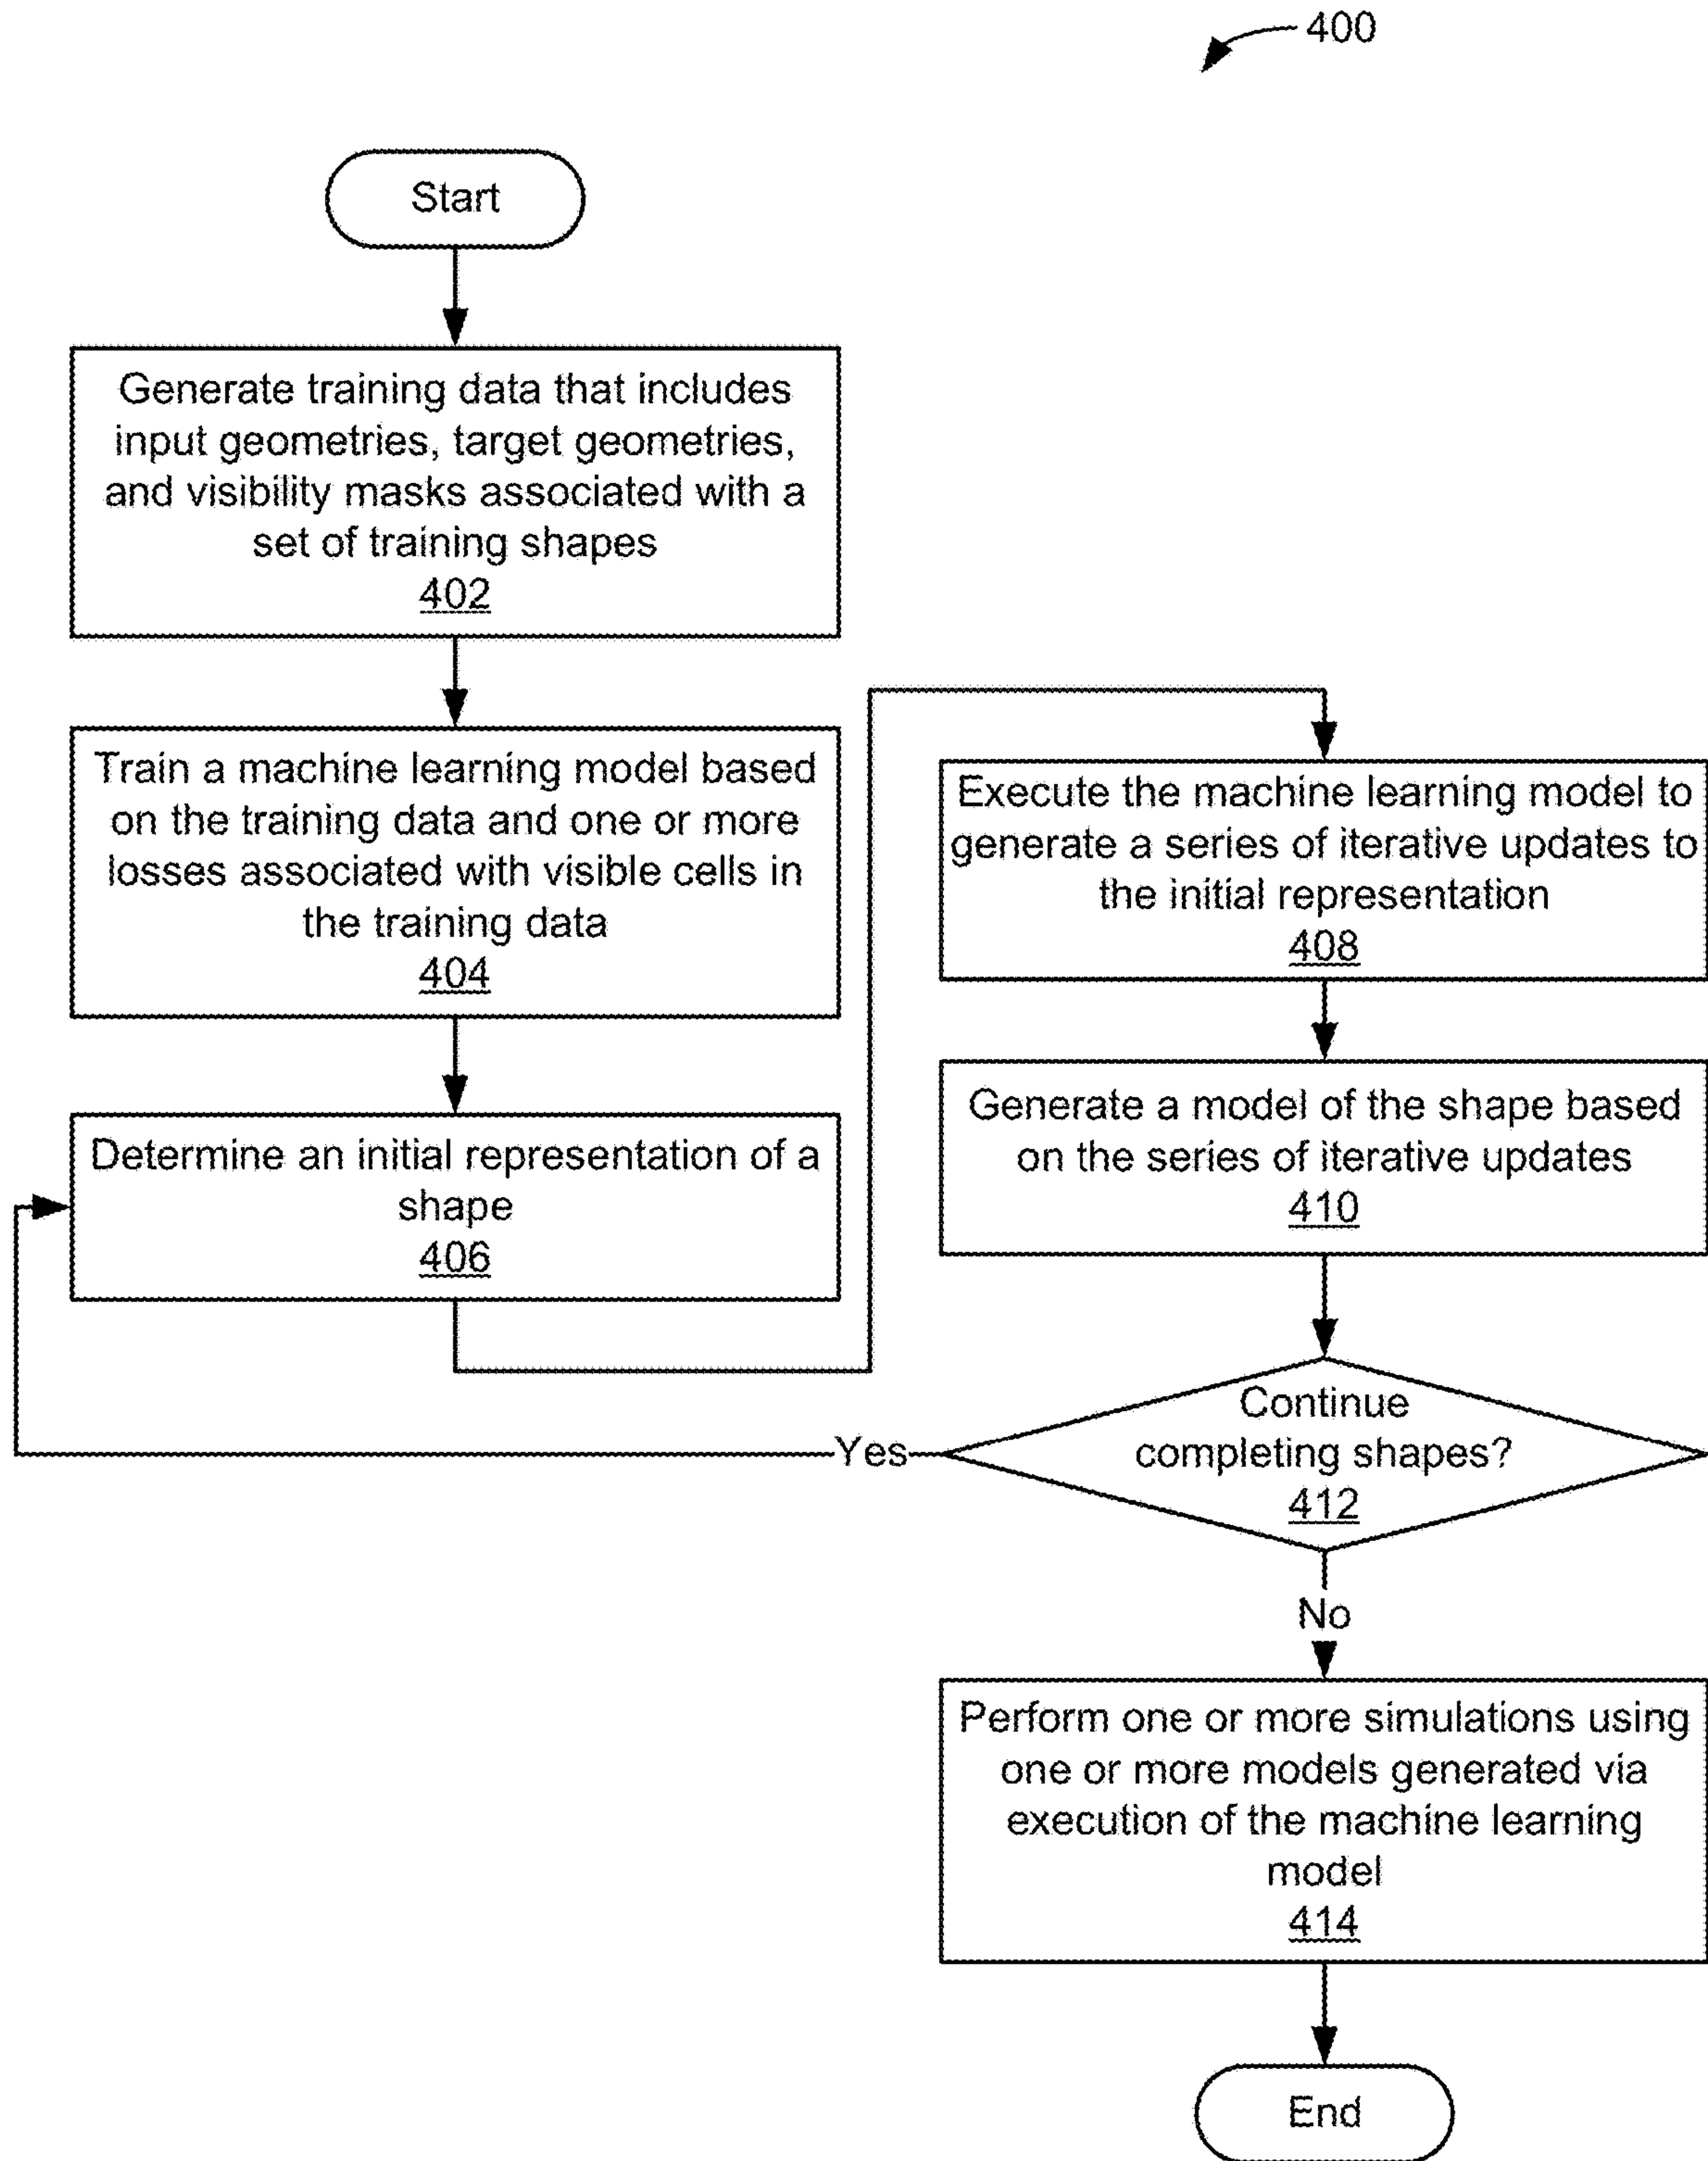 400
Start
Generate training data that includes
input geometries, target geometries,
and visibility masks associated with a
set of training shapes
402
Train a machine learning model based
on the training data and one or more
losses associated with visible cells in
the training data
404
Determine an initial representation of a
shape
406
Execute the machine learning model to
generate a series of iterative updates to
the initial representation
408
Generate a model of the shape based
on the series of iterative updates
410
Continue
completing shapes?
412
Yes
No
Perform one or more simulations using
one or more models generated via
execution of the machine learning
model
414
End